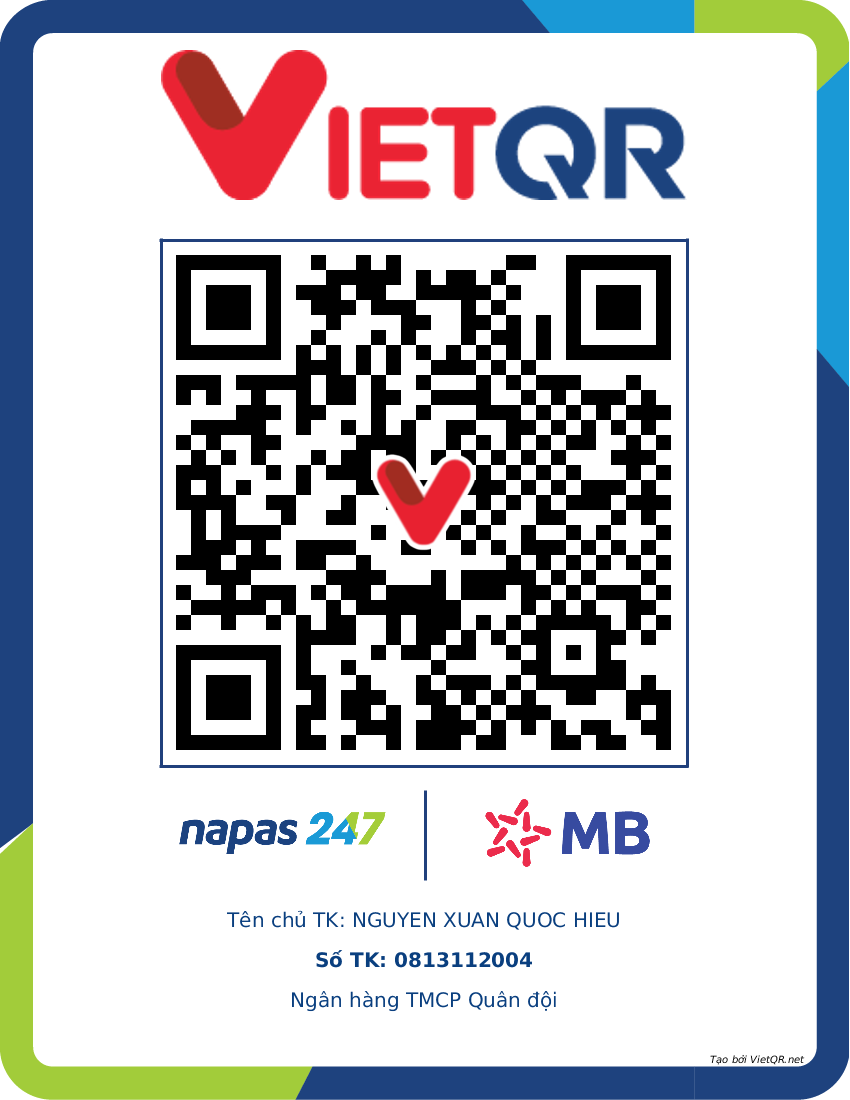 VIETQR
napas 247
MB
Tên chủ TK: NGUYEN XUAN QUOC HIEU
Số TK: 0813112004
Ngân hàng TMCP Quân đội
Tạo bởi VietQR.net